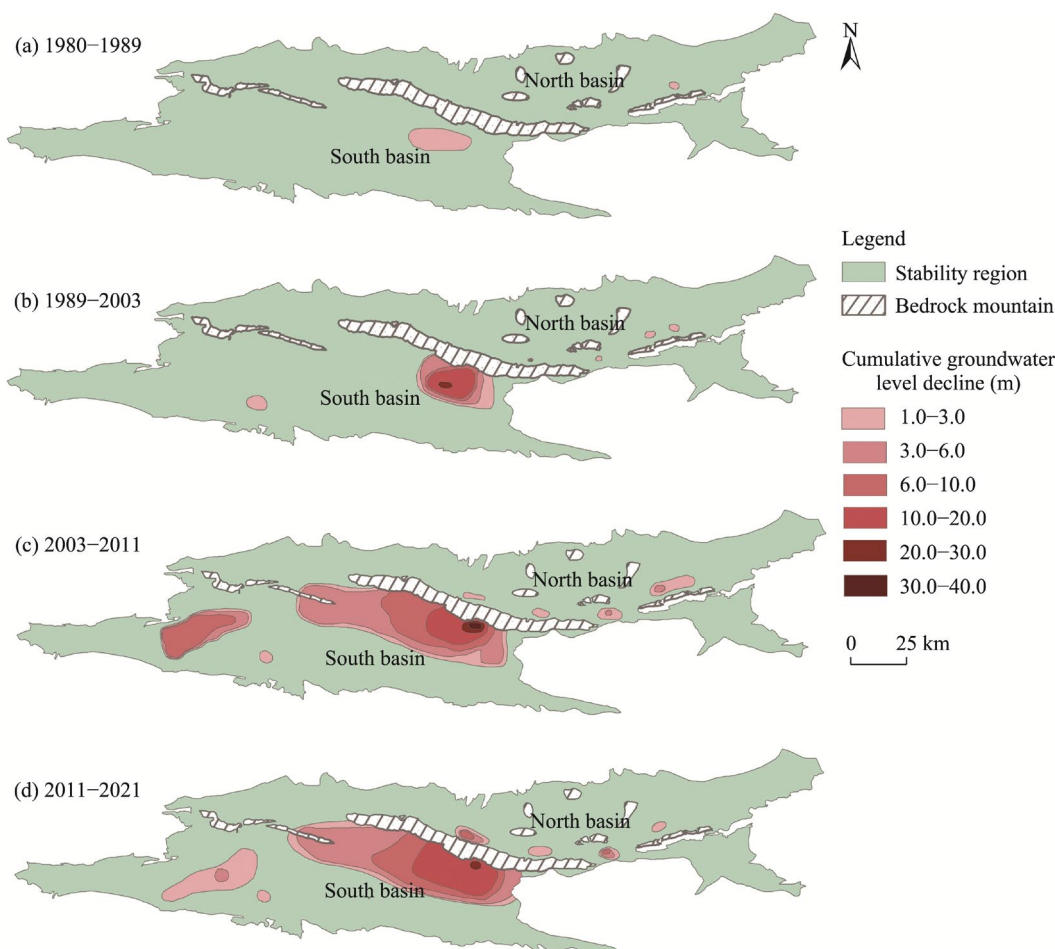 (a) 1980−1989
North basin
South basin
N
(b) 1989−2003
North basin
South basin
(c) 2003−2011
North basin
South basin
(d) 2011−2021
North basin
South basin
Legend
Stability region
Bedrock mountain
Cumulative groundwater
level decline (m)
1.0−3.0
3.0−6.0
6.0−10.0
10.0−20.0
20.0−30.0
30.0−40.0
0 25 km